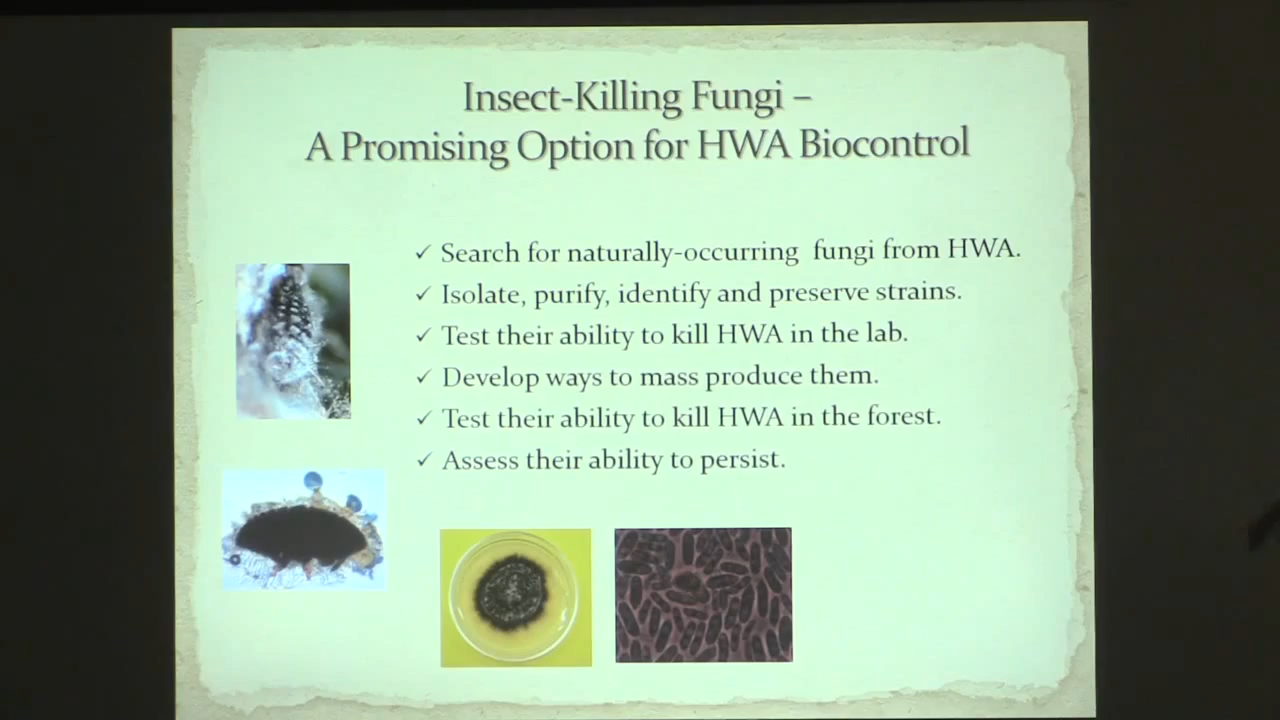 Insect-Killing Fungi –
A Promising Option for HWA Biocontrol
✓ Search for naturally-occurring fungi from HWA.
✓ Isolate, purify, identify and preserve strains.
✓ Test their ability to kill HWA in the lab.
✓ Develop ways to mass produce them.
✓ Test their ability to kill HWA in the forest.
✓ Assess their ability to persist.